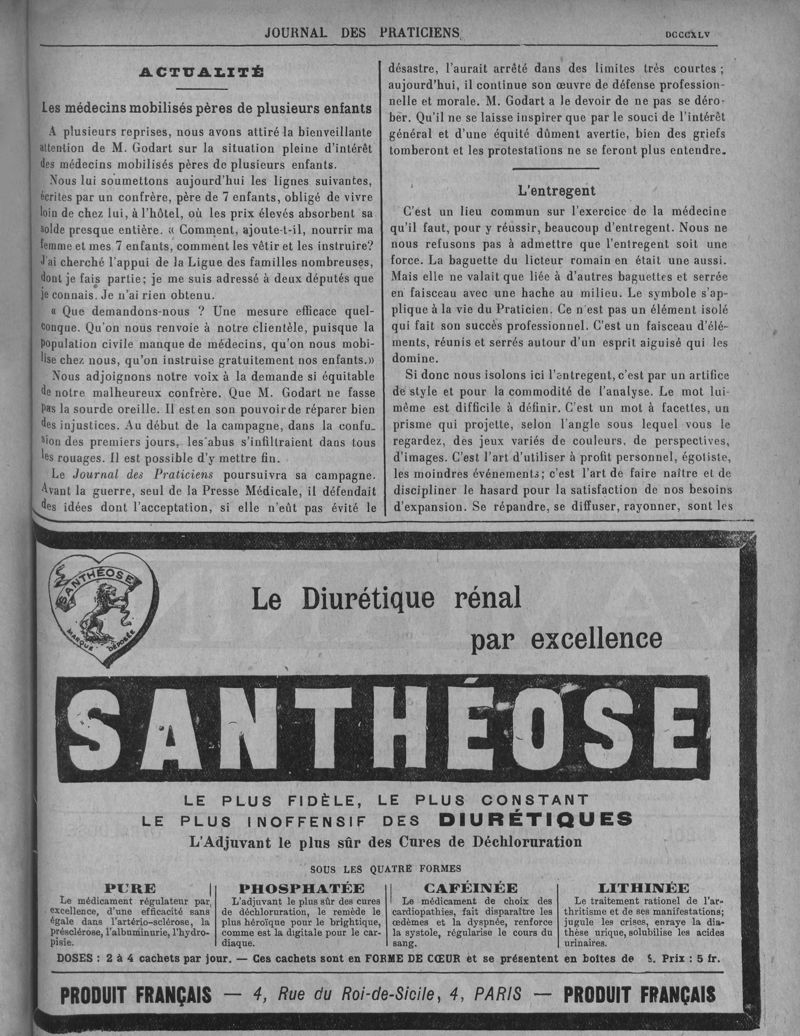 JOURNAL DES PRATICIENS
DCCCXLV
ACTUALITÉ
Les médecins mobilisés pères de plusieurs enfants
A plusieurs reprises, nous avons attiré la bienveillante
attention de M. Godart sur la situation pleine d'intérêt
des médecins mobilisés pères de plusieurs enfants.
Nous lui soumettons aujourd'hui les lignes suivantes,
écrites par un confrère, père de 7 enfants, obligé de vivre
loin de chez lui, à l'hôtel, où les prix élevés absorbent sa
solde presque entière. « Comment, ajoute-t-il, nourrir ma
femme et mes 7 enfants, comment les vêtir et les instruire?
J'ai cherché l'appui de la Ligue des familles nombreuses,
dont je fais partie; je me suis adressé à deux députés que
je connais. Je n'ai rien obtenu.
« Que demandons-nous ? Une mesure efficace quel-
conque. Qu'on nous renvoie à notre clientèle, puisque la
population civile manque de médecins, qu'on nous mobi-
lise chez nous, qu'on instruise gratuitement nos enfants.»
Nous adjoignons notre voix à la demande si équitable
de notre malheureux confrère. Que M. Godart ne fasse
pas la sourde oreille. Il est en son pouvoir de réparer bien
des injustices. Au début de la campagne, dans la confu-
sion des premiers jours, les abus s'infiltraient dans tous
les rouages. Il est possible d'y mettre fin.
Le Journal des Praticiens poursuivra sa campagne.
Avant la guerre, seul de la Presse Médicale, il défendait
des idées dont l'acceptation, si elle n'eût pas évité le
désastre, l'aurait arrêté dans des limites très courtes ;
aujourd'hui, il continue son œuvre de défense profession-
nelle et morale. M. Godart a le devoir de ne pas se déro-
ber. Qu'il ne se laisse inspirer que par le souci de l'intérêt
général et d'une équité dûment avertie, bien des griefs
tomberont et les protestations ne se feront plus entendre.
L'entregent
C'est un lieu commun sur l'exercice de la médecine
qu'il faut, pour y réussir, beaucoup d'entregent. Nous ne
nous refusons pas à admettre que l'entregent soit une
force. La baguette du licteur romain en était une aussi.
Mais elle ne valait que liée à d'autres baguettes et serrée
en faisceau avec une hache au milieu. Le symbole s'ap-
plique à la vie du Praticien. Ce n'est pas un élément isolé
qui fait son succès professionnel. C'est un faisceau d'élé-
ments, réunis et serrés autour d'un esprit aiguisé qui les
domine.
Si donc nous isolons ici l'entregent, c'est par un artifice
de style et pour la commodité de l'analyse. Le mot lui-
même est difficile à définir. C'est un mot à facettes, un
prisme qui projette, selon l'angle sous lequel vous le
regardez, des jeux variés de couleurs, de perspectives,
d'images. C'est l'art d'utiliser à profit personnel, égotiste,
les moindres événements; c'est l'art de faire naître et de
discipliner le hasard pour la satisfaction de nos besoins
d'expansion. Se répandre, se diffuser, rayonner, sont les
SANTHÉOSE
MARQUE DÉPOSÉE
Le Diurétique rénal
par excellence
SANTHÉOSE
LE PLUS FIDÈLE, LE PLUS CONSTANT
LE PLUS INOFFENSIF DES DIURÉTIQUES
L'Adjuvant le plus sûr des Cures de Déchloruration
SOUS LES QUATRE FORMES
PURE
Le médicament régulateur par
excellence, d'une efficacité sans
égale dans l'artério-sclérose, la
présclérose, l'albuminurie, l'hydro-
pisie.
PHOSPHATÉE
L'adjuvant le plus sûr des cures
de déchloruration, le remède le
plus héroïque pour le brightique,
comme est la digitale pour le car-
diaque.
CAFÉINÉE
Le médicament de choix des
cardiopathies, fait disparaître les
œdèmes et la dyspnée, renforce
la systole, régularise le cours du
sang.
LITHINÉE
Le traitement rationel de l'ar-
thritisme et de ses manifestations;
jugule les crises, enraye la dia-
thèse urique, solubilise les acides
urinaires.
DOSES : 2 à 4 cachets par jour. — Ces cachets sont en FORME DE CŒUR et se présentent en boîtes de Prix : 5 fr.
PRODUIT FRANÇAIS — 4, Rue du Roi-de-Sicile, 4, PARIS — PRODUIT FRANÇAIS